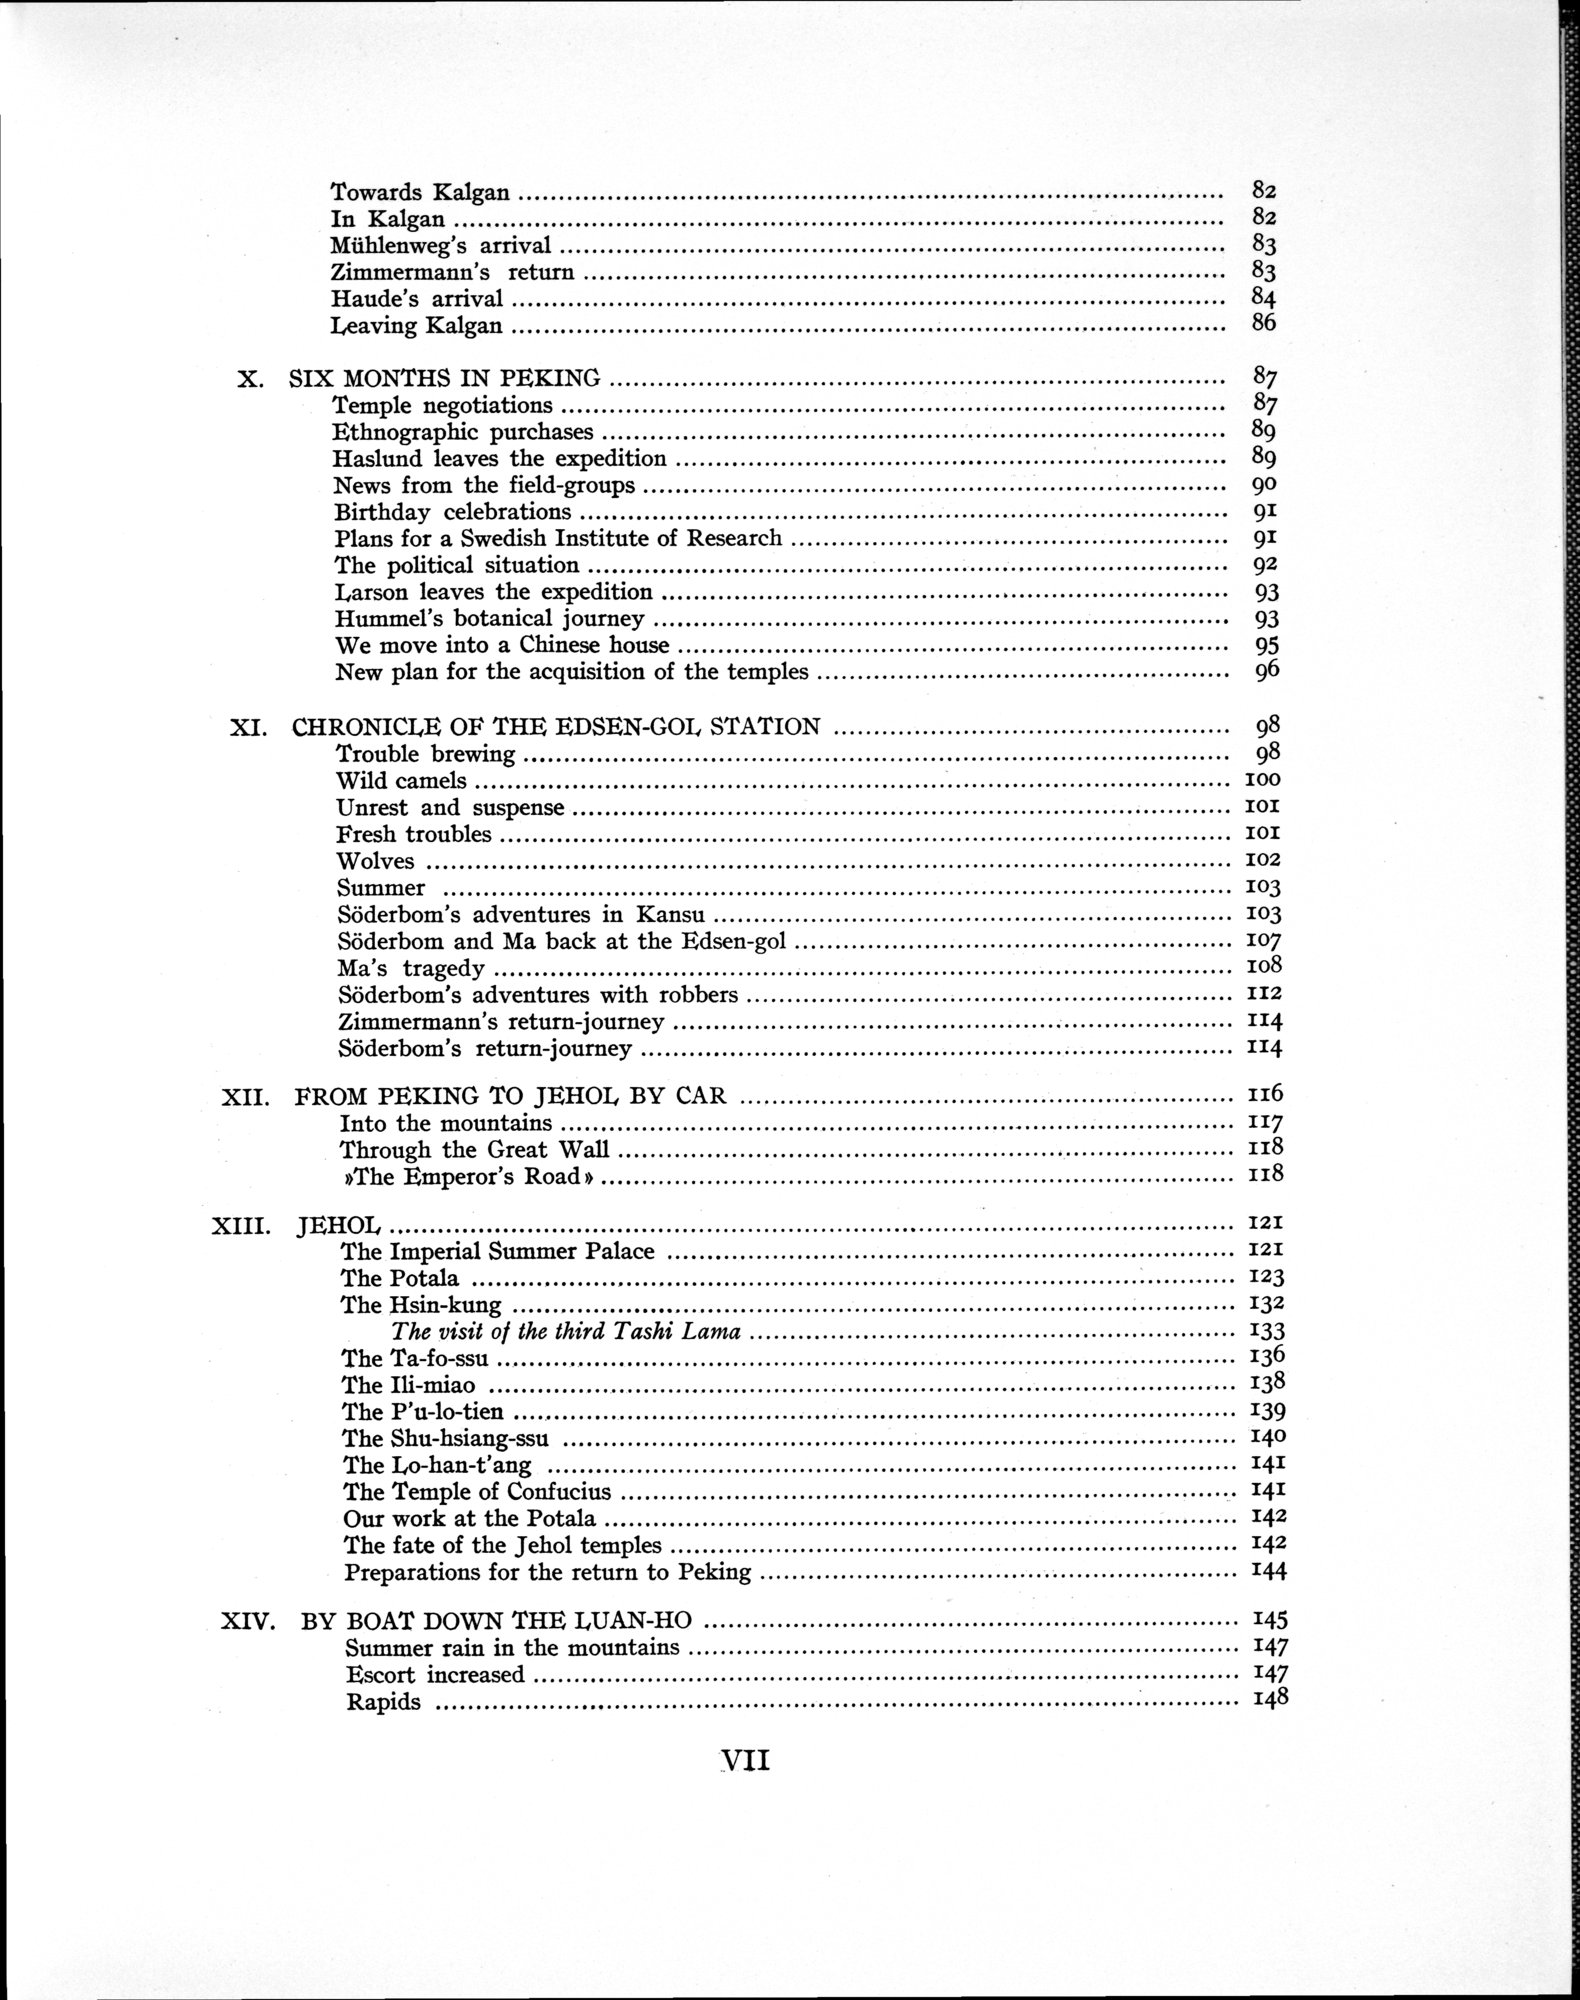 Towards Kalgan ........ 82
In Kalgan ........ 82
Mühlenweg's arrival ........ 83
Zimmermann's return ........ 83
Haude's arrival ........ 84
Leaving Kalgan ........ 86
X. SIX MONTHS IN PEKING ........ 87
Temple negotiations ........ 87
Ethnographic purchases ........ 89
Haslund leaves the expedition ........ 89
News from the field-groups ........ 90
Birthday celebrations ........ 91
Plans for a Swedish Institute of Research ........ 91
The political situation ........ 92
Larson leaves the expedition ........ 93
Hummel's botanical journey ........ 93
We move into a Chinese house ........ 95
New plan for the acquisition of the temples ........ 96
XI. CHRONICLE OF THE EDSEN-GOL STATION ........ 98
Trouble brewing ........ 98
Wild camels ........ 100
Unrest and suspense ........ 101
Fresh troubles ........ 101
Wolves ........ 102
Summer ........ 103
Söderbom's adventures in Kansu ........ 103
Söderbom and Ma back at the Edsen-gol ........ 107
Ma's tragedy ........ 108
Söderbom's adventures with robbers ........ 112
Zimmermann's return-journey ........ 114
Söderbom's return-journey ........ 114
XII. FROM PEKING TO JEHOL BY CAR ........ 116
Into the mountains ........ 117
Through the Great Wall ........ 118
»The Emperor's Road» ........ 118
XIII. JEHOL ........ 121
The Imperial Summer Palace ........ 121
The Potala ........ 123
The Hsin-kung ........ 132
The visit of the third Tashi Lama ........ 133
The Ta-fo-ssu ........ 136
The Ili-miao ........ 138
The P'u-lo-tien ........ 139
The Shu-hsiang-ssu ........ 140
The Lo-han-t'ang ........ 141
The Temple of Confucius ........ 141
Our work at the Potala ........ 142
The fate of the Jehol temples ........ 142
Preparations for the return to Peking ........ 144
XIV. BY BOAT DOWN THE LUAN-HO ........ 145
Summer rain in the mountains ........ 147
Escort increased ........ 147
Rapids ........ 148
VII